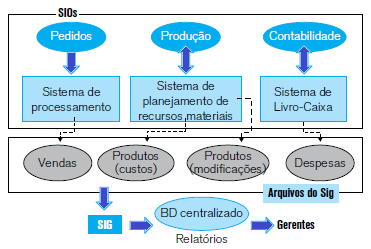 SIOs
Pedidos
Produção
Contabilidade
Sistema de
processamento
Sistema de
planejamento de
recursos materiais
Sistema de
Livro-Caixa
Vendas
Produtos
(custos)
Produtos
(modificações)
Despesas
Arquivos do Sig
SIG
BD centralizado
Gerentes
Relatórios